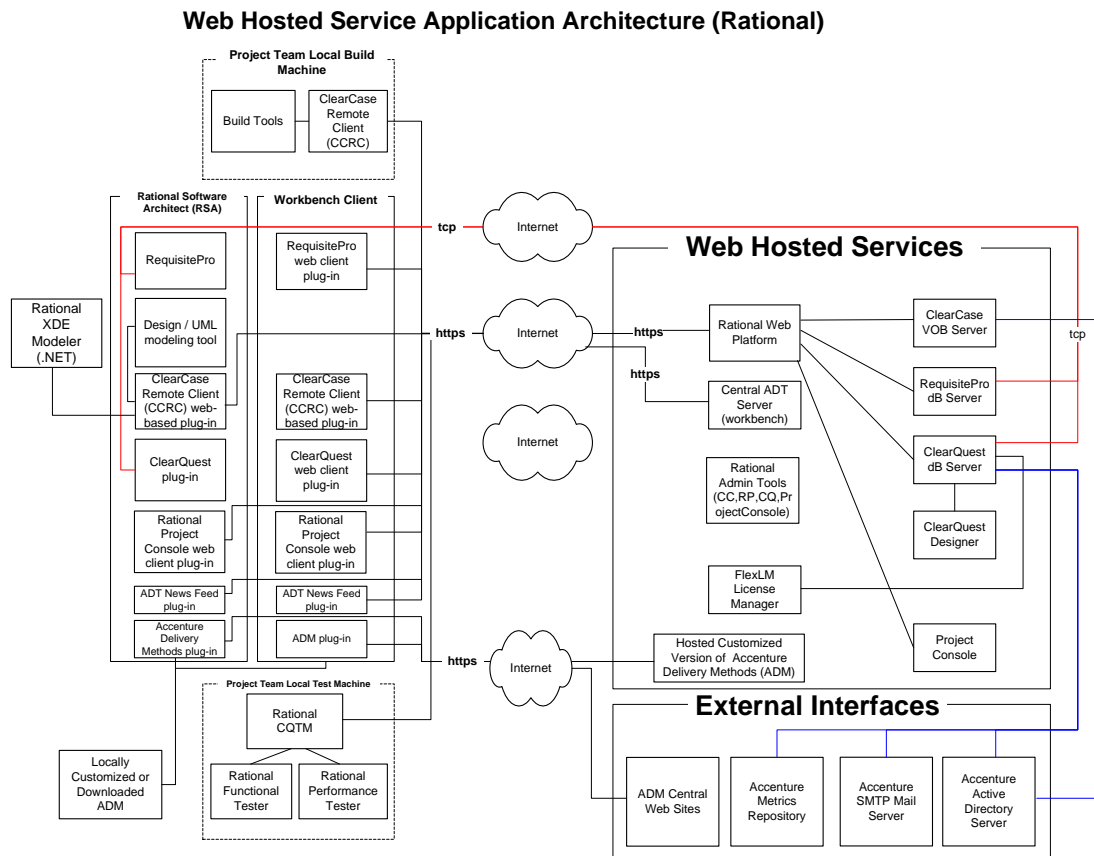 Web Hosted Service Application Architecture (Rational)
Project Team Local Build
Machine
Build Tools
ClearCase
Remote
Client
(CCRC)
Rational Software
Architect (RSA)
Workbench Client
RequisitePro
RequisitePro
web client
plug-in
Rational
XDE
Modeler
(.NET)
Design / UML
modeling tool
ClearCase
Remote Client
(CCRC) web-
based plug-in
ClearCase
Remote Client
(CCRC) web-
based plug-in
ClearQuest
plug-in
ClearQuest
web client
plug-in
Rational
Project
Console web
client plug-in
Rational
Project
Console web
client plug-in
ADT News Feed
plug-in
ADT News Feed
plug-in
Accenture
Delivery
Methods plug-in
ADM plug-in
Project Team Local Test Machine
Rational
CQTM
Rational
Functional
Tester
Rational
Performance
Tester
Locally
Customized or
Downloaded
ADM
tcp
Internet
https
Internet
https
https
Internet
https
Internet
Web Hosted Services
Rational Web
Platform
ClearCase
VOB Server
tcp
Central ADT
Server
(workbench)
RequisitePro
dB Server
Rational
Admin Tools
(CC,RP,CQ,Pr
ojectConsole)
ClearQuest
dB Server
ClearQuest
Designer
FlexLM
License
Manager
Hosted Customized
Version of Accenture
Delivery Methods (ADM)
Project
Console
External Interfaces
ADM Central
Web Sites
Accenture
Metrics
Repository
Accenture
SMTP Mail
Server
Accenture
Active
Directory
Server